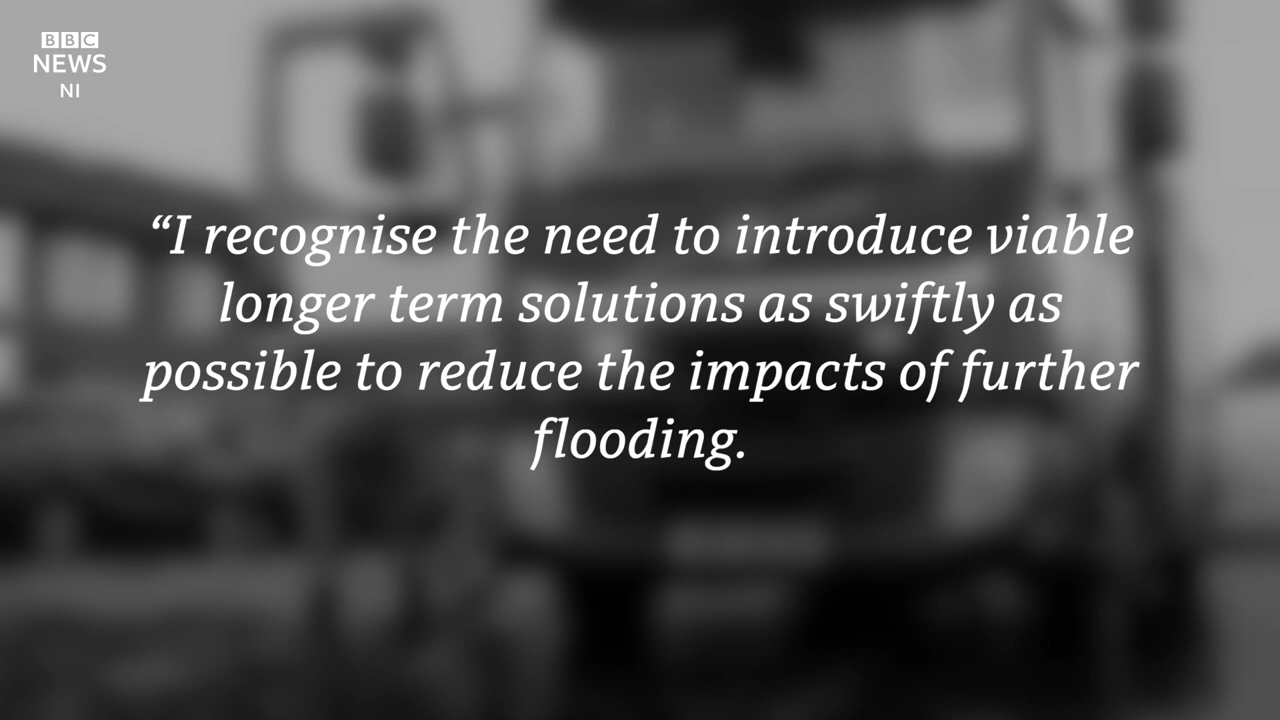 BBC
NEWS
NI
“I recognise the need to introduce viable
longer term solutions as swiftly as
possible to reduce the impacts of further
flooding.